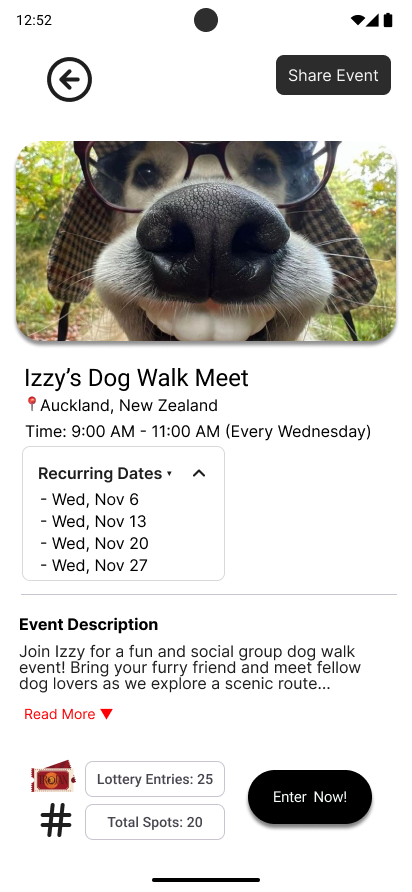 12:52
Share Event
Izzy's Dog Walk Meet
📍Auckland, New Zealand
Time: 9:00 AM - 11:00 AM (Every Wednesday)
Recurring Dates ▾
- Wed, Nov 6
- Wed, Nov 13
- Wed, Nov 20
- Wed, Nov 27
Event Description
Join Izzy for a fun and social group dog walk
event! Bring your furry friend and meet fellow
dog lovers as we explore a scenic route...
Read More ▼
Lottery Entries: 25
# Total Spots: 20
Enter Now!